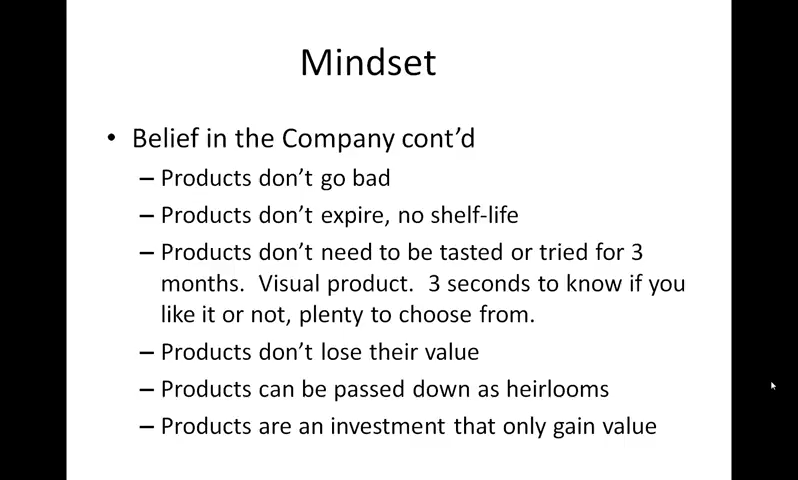 Mindset
• Belief in the Company cont’d
– Products don’t go bad
– Products don’t expire, no shelf-life
– Products don’t need to be tasted or tried for 3
months.  Visual product.  3 seconds to know if you
like it or not, plenty to choose from.
– Products don’t lose their value
– Products can be passed down as heirlooms
– Products are an investment that only gain value